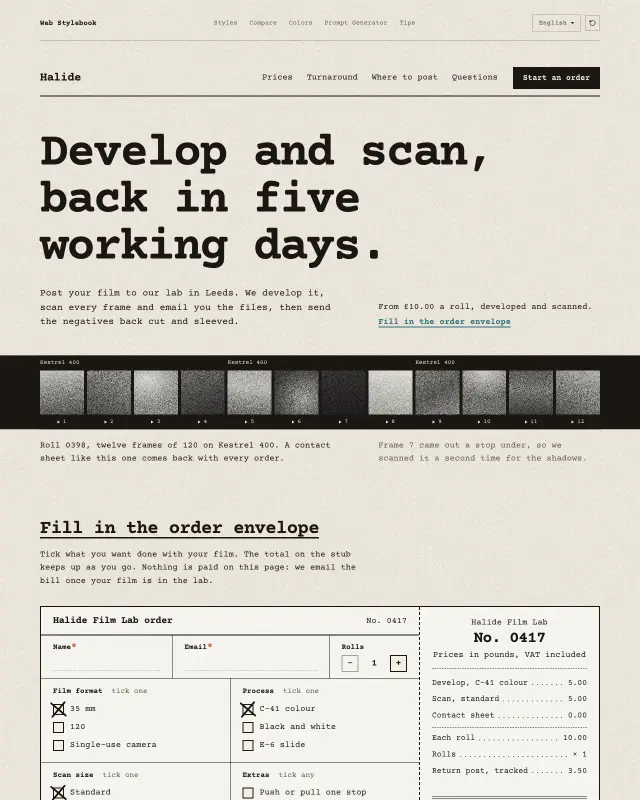 Web Stylebook
Styles Compare Colors Prompt Generator Tips
English
Halide
Prices Turnaround Where to post Questions Start an order
Develop and scan,
back in five
working days.
Post your film to our lab in Leeds. We develop it,
scan every frame and email you the files, then send
the negatives back cut and sleeved.
From £10.00 a roll, developed and scanned.
Fill in the order envelope
Kestrel 400 Kestrel 400 Kestrel 400
1 2 3 4 5 6 7 8 9 10 11 12
Roll 0398, twelve frames of 120 on Kestrel 400. A contact
sheet like this one comes back with every order.
Frame 7 came out a stop under, so we
scanned it a second time for the shadows.
Fill in the order envelope
Tick what you want done with your film. The total on the stub
keeps up as you go. Nothing is paid on this page: we email the
bill once your film is in the lab.
Halide Film Lab order No. 0417
Name* Email* Rolls
− 1 +
Film format tick one
35 mm
120
Single-use camera
Process tick one
C-41 colour
Black and white
E-6 slide
Scan size tick one
Standard
Extras tick any
Push or pull one stop
Halide Film Lab
No. 0417
Prices in pounds, VAT included
Develop, C-41 colour ....... 5.00
Scan, standard ............. 5.00
Contact sheet .............. 0.00
Each roll .................. 10.00
Rolls ...................... × 1
Return post, tracked ....... 3.50